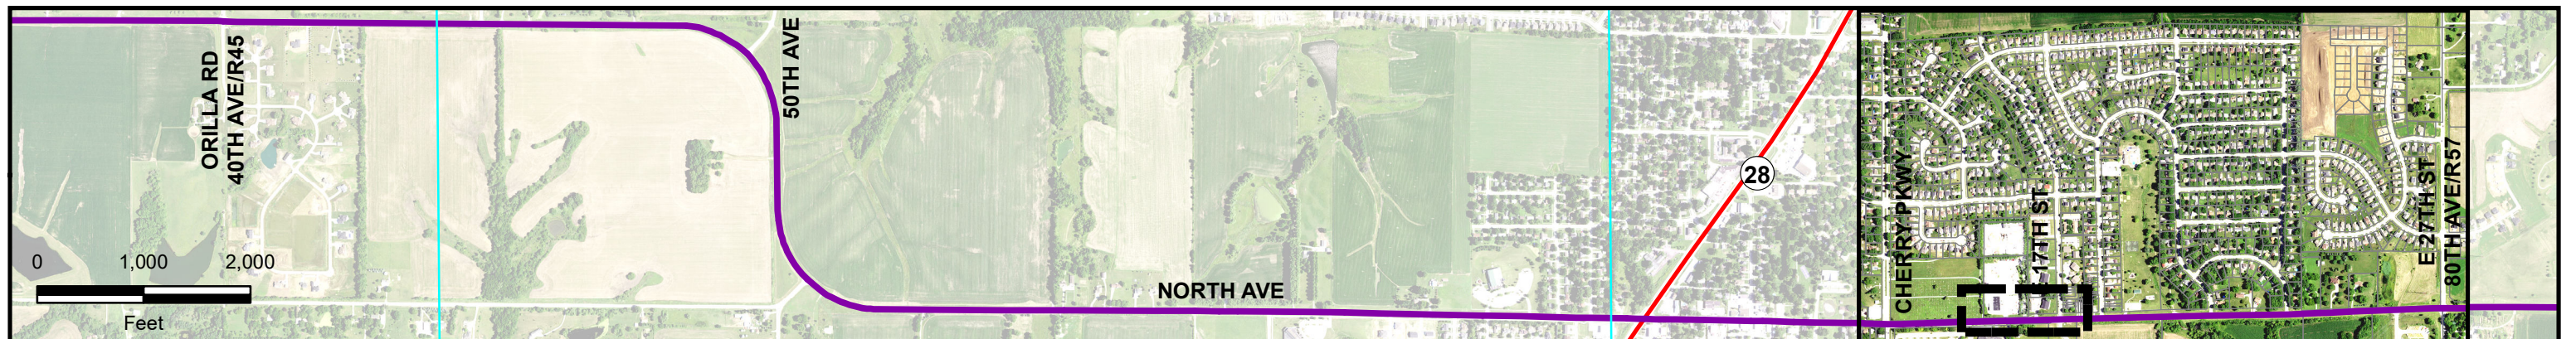 ORILLA RD
40TH AVE/R45
50TH AVE
NORTH AVE
28
CHERRY PKWY
17TH ST
E 27TH ST
80TH AVE/R57
0 1,000 2,000
Feet